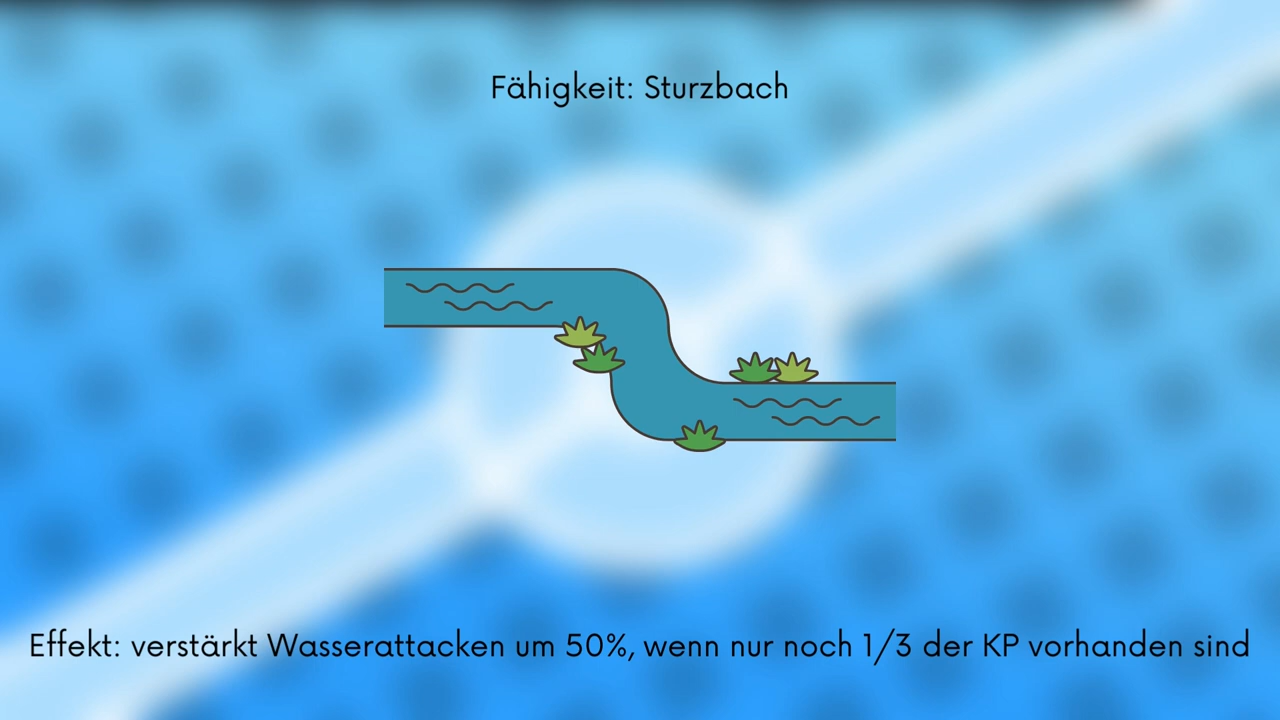 Fähigkeit: Sturzbach
Effekt: verstärkt Wasserattacken um 50%, wenn nur noch 1/3 der KP vorhanden sind